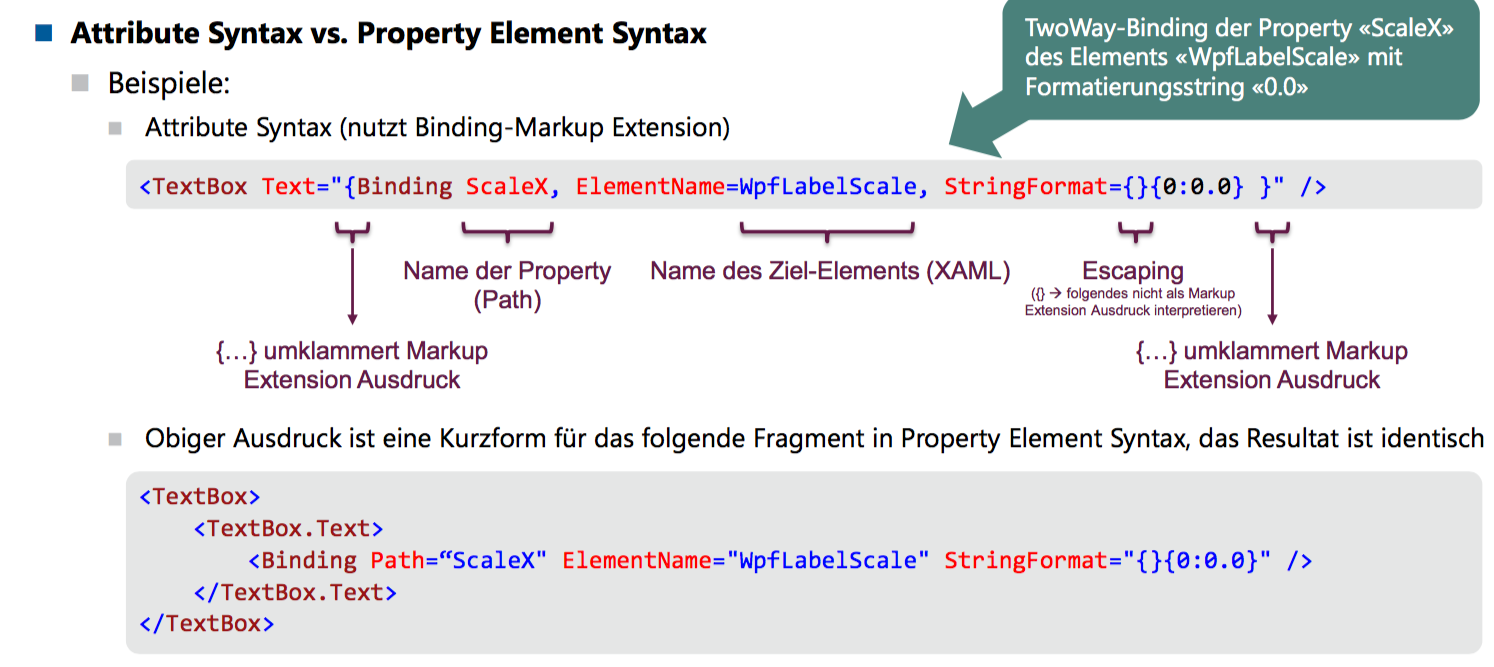 Attribute Syntax vs. Property Element Syntax
TwoWay-Binding der Property «ScaleX»
des Elements «WpfLabelScale» mit
Formatierungsstring «0.0»
Beispiele:
Attribute Syntax (nutzt Binding-Markup Extension)
<TextBox Text="{Binding ScaleX, ElementName=WpfLabelScale, StringFormat={}{0:0.0} }" />
Name der Property
(Path)
Name des Ziel-Elements (XAML)
Escaping
({} → folgendes nicht als Markup
Extension Ausdruck interpretieren)
{…} umklammert Markup
Extension Ausdruck
{…} umklammert Markup
Extension Ausdruck
Obiger Ausdruck ist eine Kurzform für das folgende Fragment in Property Element Syntax, das Resultat ist identisch
<TextBox>
<TextBox.Text>
<Binding Path=“ScaleX" ElementName="WpfLabelScale" StringFormat="{}{0:0.0}" />
</TextBox.Text>
</TextBox>